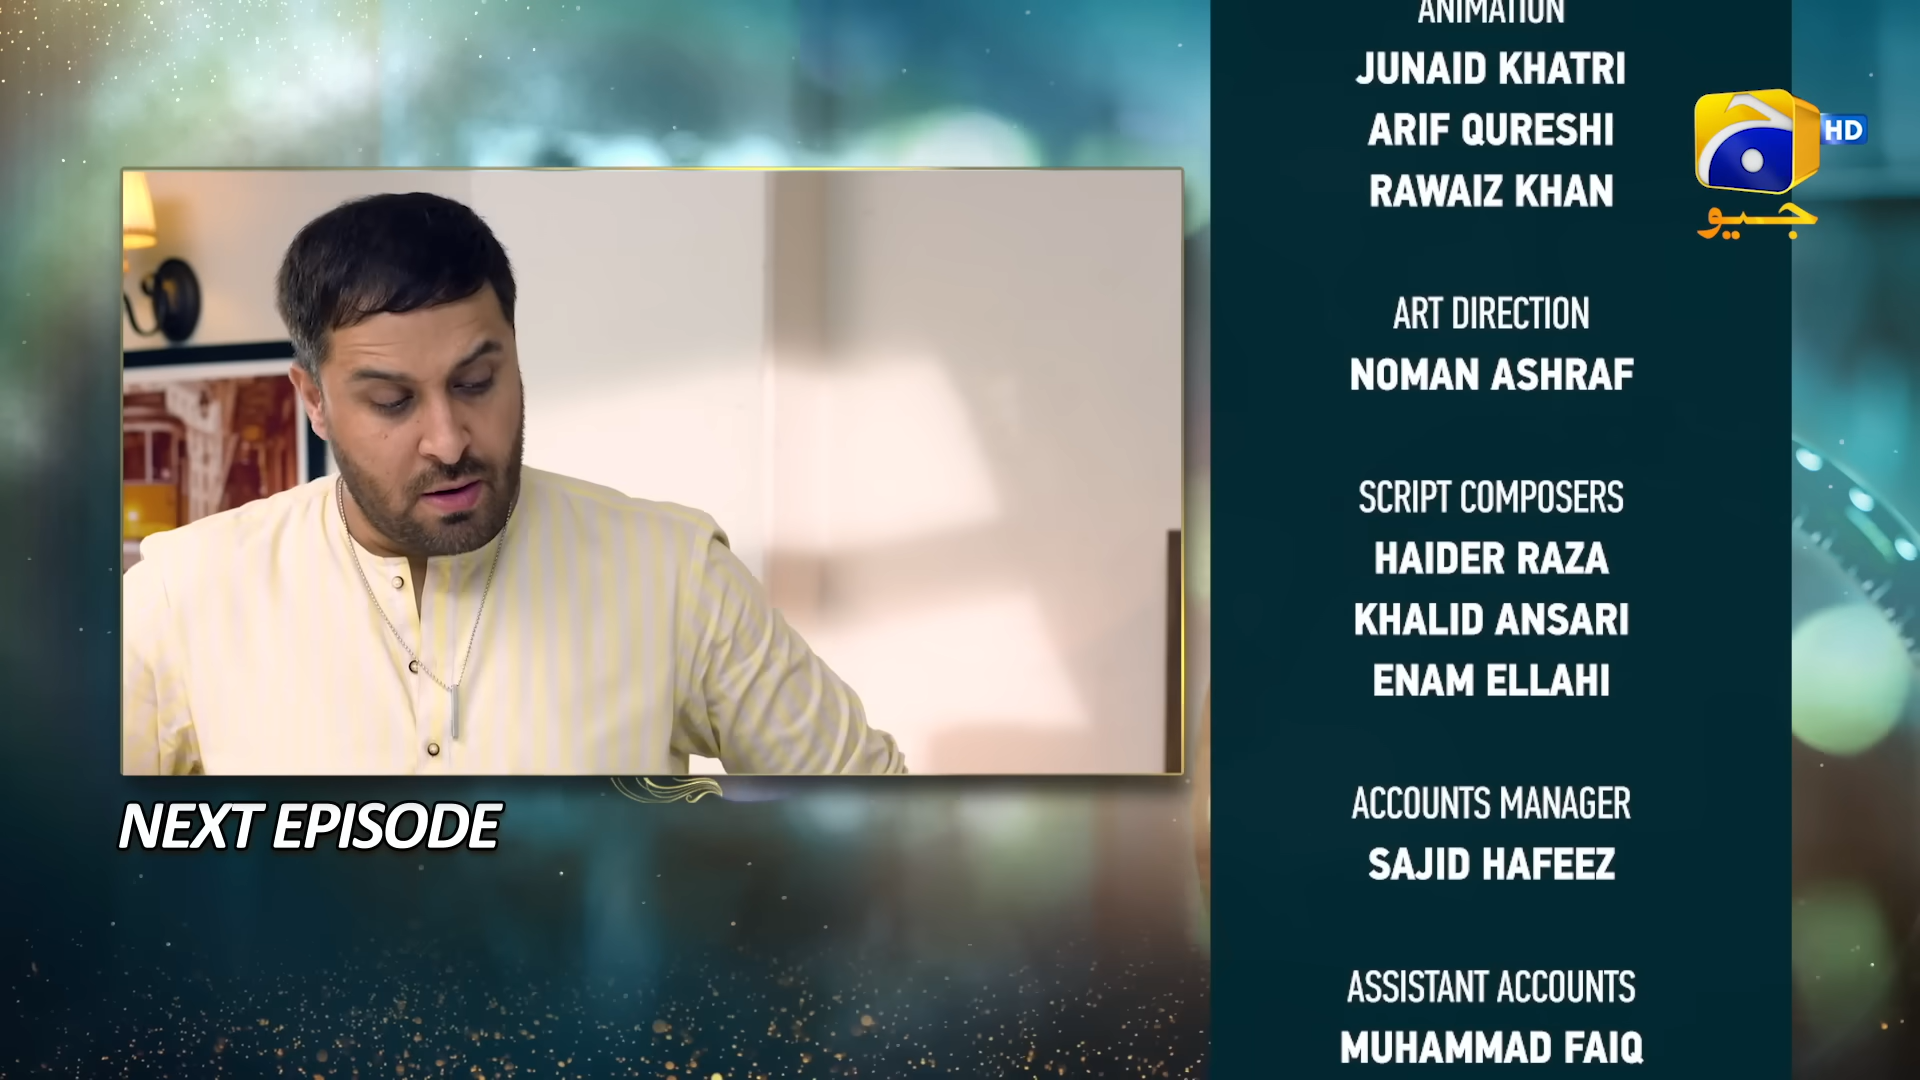 ANIMATION
JUNAID KHATRI
ARIF QURESHI
RAWAIZ KHAN
ART DIRECTION
NOMAN ASHRAF
SCRIPT COMPOSERS
HAIDER RAZA
KHALID ANSARI
ENAM ELLAHI
ACCOUNTS MANAGER
SAJID HAFEEZ
ASSISTANT ACCOUNTS
MUHAMMAD FAIQ
HD
جیو
NEXT EPISODE